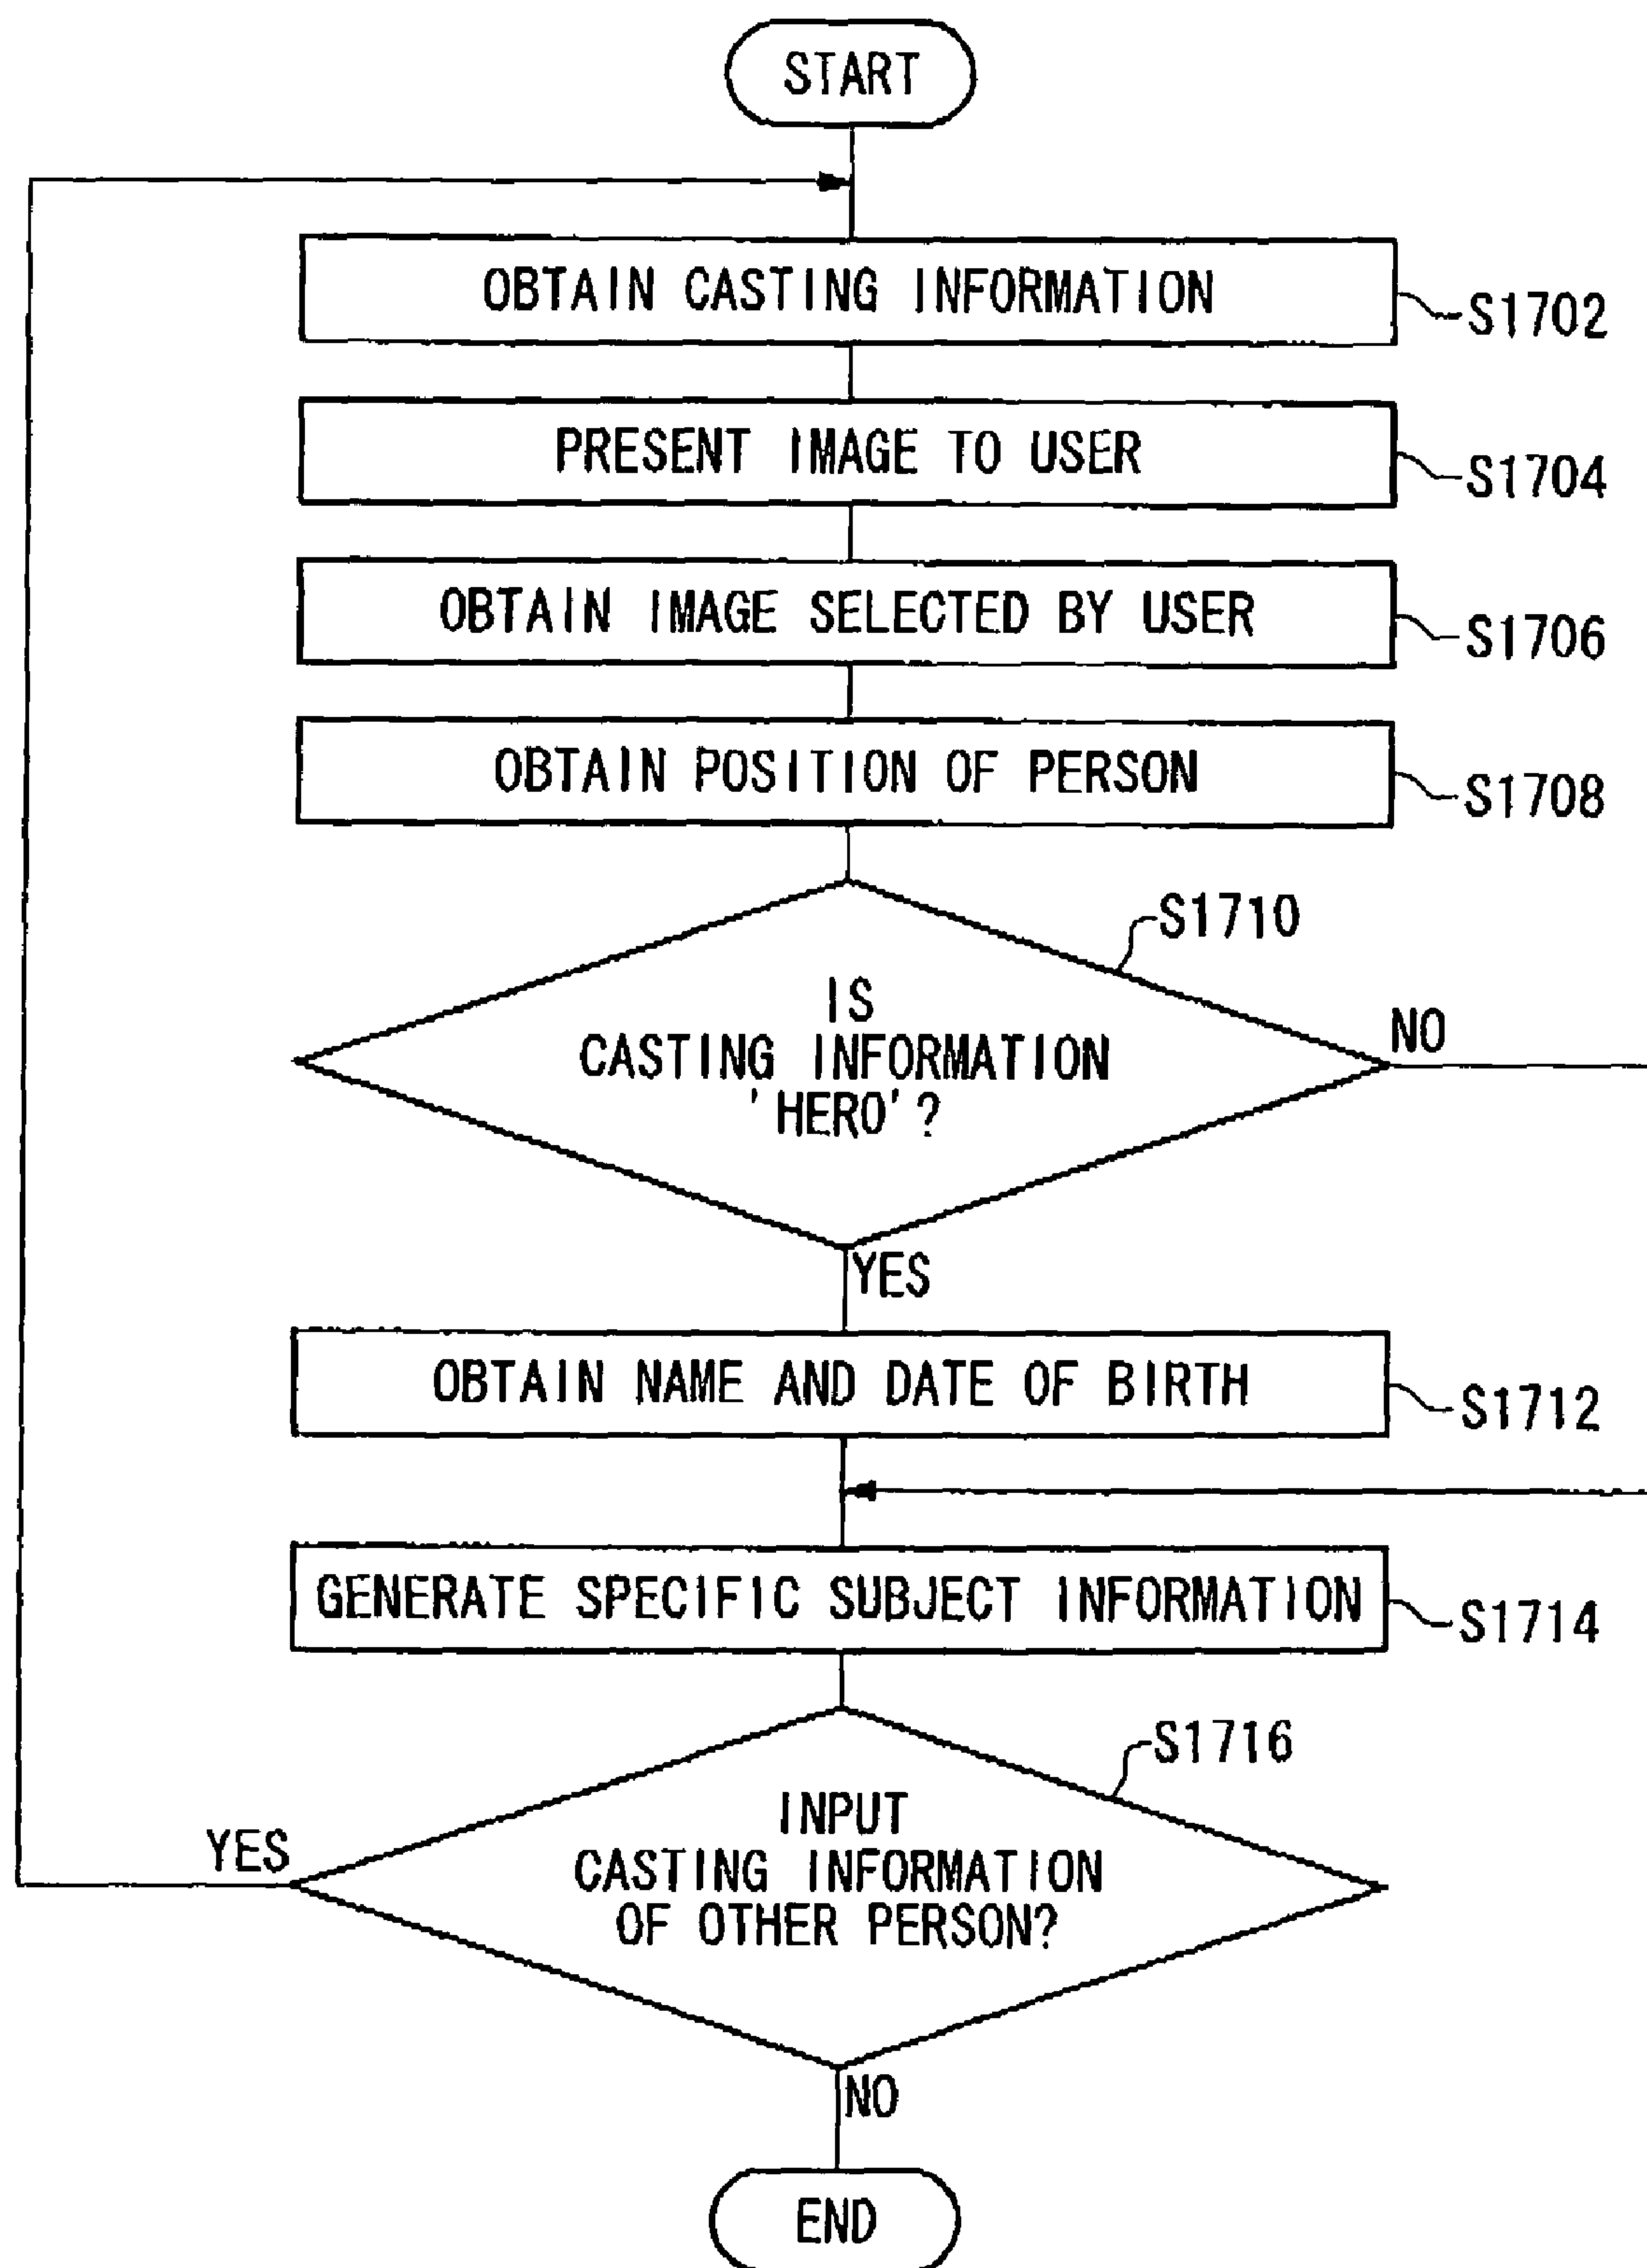 START
OBTAIN CASTING INFORMATION
S1702
PRESENT IMAGE TO USER
S1704
OBTAIN IMAGE SELECTED BY USER
S1706
OBTAIN POSITION OF PERSON
S1708
S1710
IS
CASTING INFORMATION
'HERO'?
NO
YES
OBTAIN NAME AND DATE OF BIRTH
S1712
GENERATE SPECIFIC SUBJECT INFORMATION
S1714
S1716
INPUT
CASTING INFORMATION
OF OTHER PERSON?
YES
NO
END